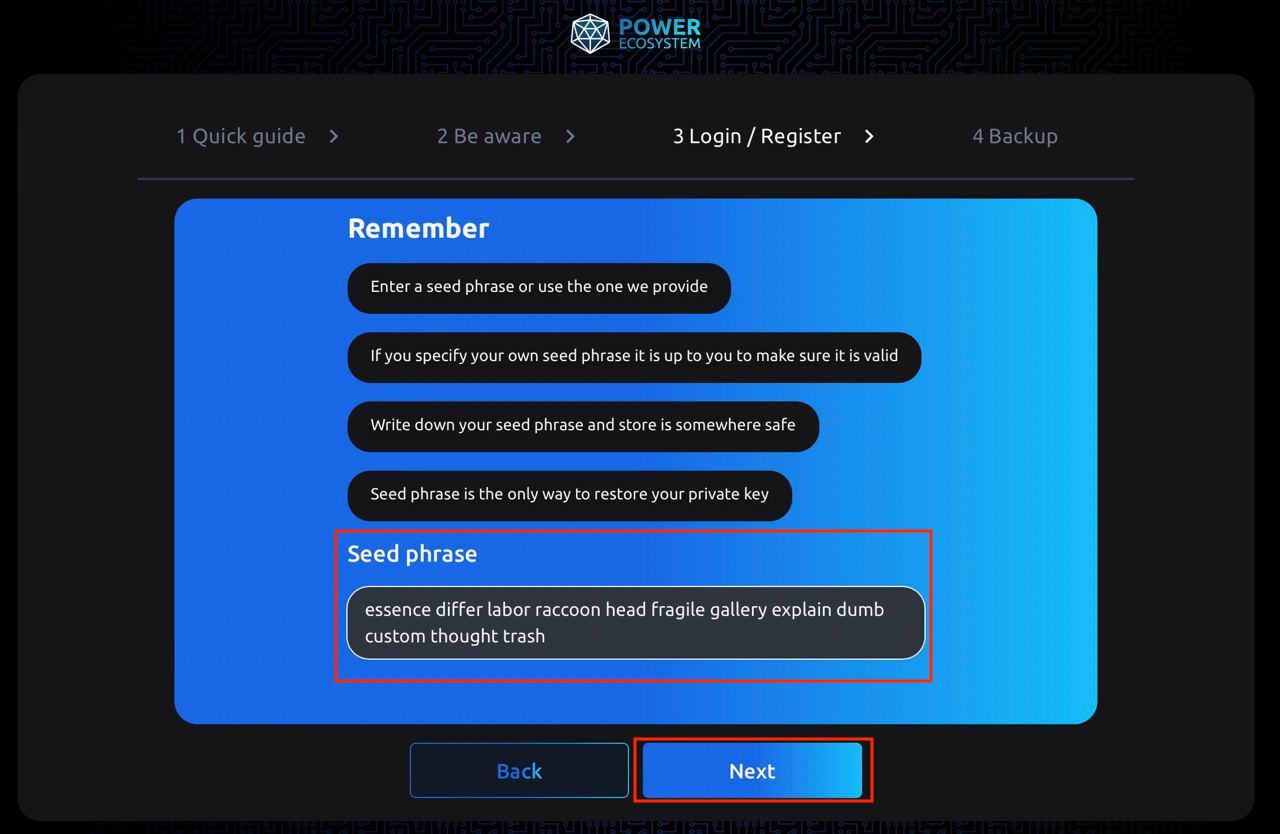 POWER
ECOSYSTEM
1 Quick guide
2 Be aware
3 Login / Register
4 Backup
Remember
Enter a seed phrase or use the one we provide
If you specify your own seed phrase it is up to you to make sure it is valid
Write down your seed phrase and store is somewhere safe
Seed phrase is the only way to restore your private key
Seed phrase
essence differ labor raccoon head fragile gallery explain dumb
custom thought trash
Back
Next